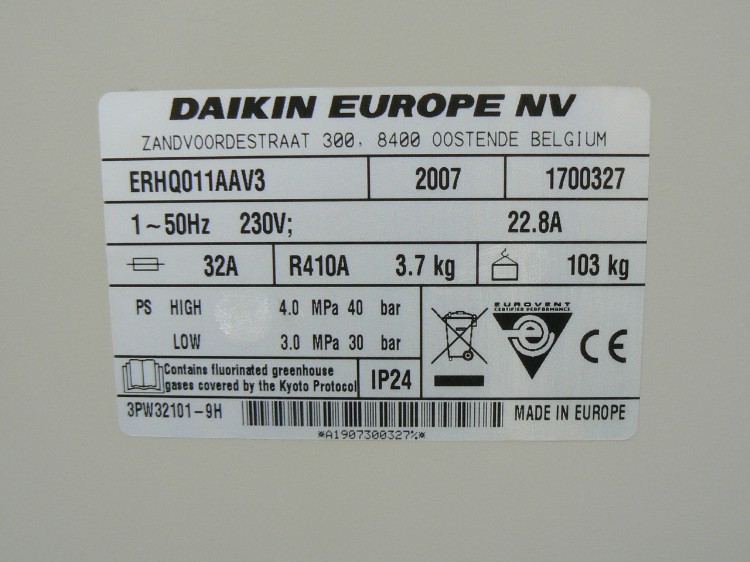 DAIKIN EUROPE NV
ZANDVOORDESTRAAT 300, 8400 OOSTENDE BELGIUM
ERHQ011AAV3 2007 1700327
1~50Hz 230V; 22.8A
32A R410A 3.7 kg 103 kg
PS HIGH 4.0 MPa 40 bar
LOW 3.0 MPa 30 bar
EUROVENT
CERTIFIED PERFORMANCE
CE
Contains fluorinated greenhouse
gases covered by the Kyoto Protocol
IP24
3PW32101-9H
MADE IN EUROPE
*A1907300327%*